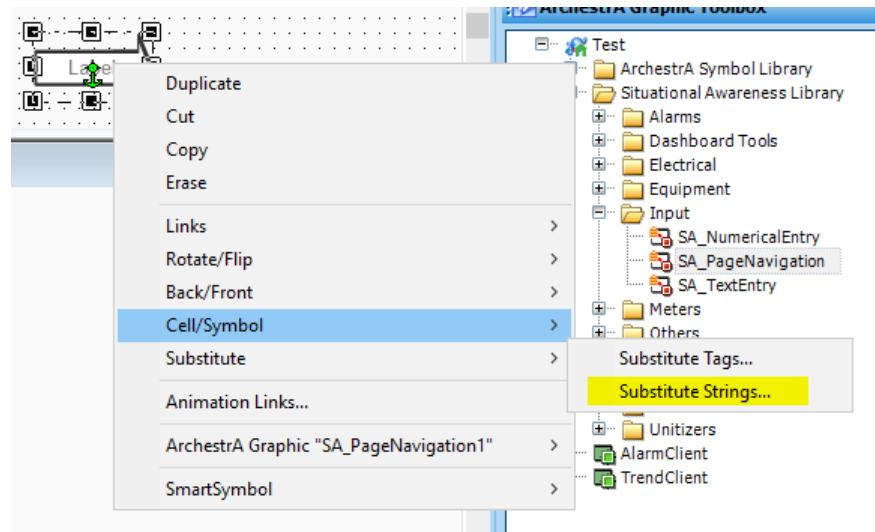 ArchestrA Graphic Toolbox
Test
ArchestrA Symbol Library
Situational Awareness Library
Alarms
Dashboard Tools
Electrical
Equipment
Input
SA_NumericalEntry
SA_PageNavigation
SA_TextEntry
Meters
Others
Unitizers
AlarmClient
TrendClient
Label
Duplicate
Cut
Copy
Erase
Links
Rotate/Flip
Back/Front
Cell/Symbol
Substitute
Animation Links...
ArchestrA Graphic "SA_PageNavigation1"
SmartSymbol
Substitute Tags...
Substitute Strings...